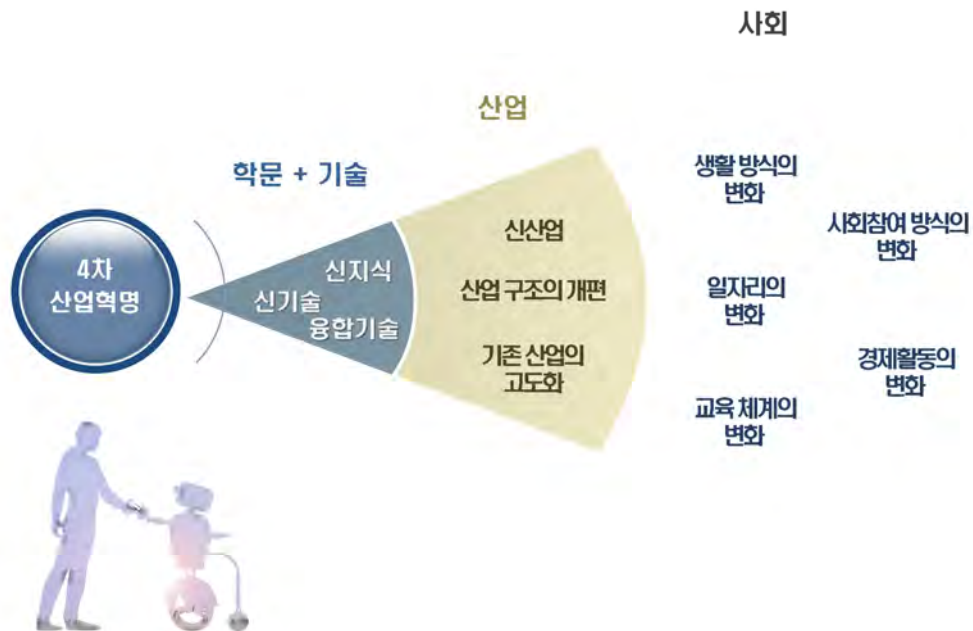 사회
산업
학문 + 기술
4차
산업혁명
신지식
신기술
융합기술
신산업
산업 구조의 개편
기존 산업의
고도화
생활 방식의
변화
일자리의
변화
교육 체계의
변화
사회참여 방식의
변화
경제활동의
변화